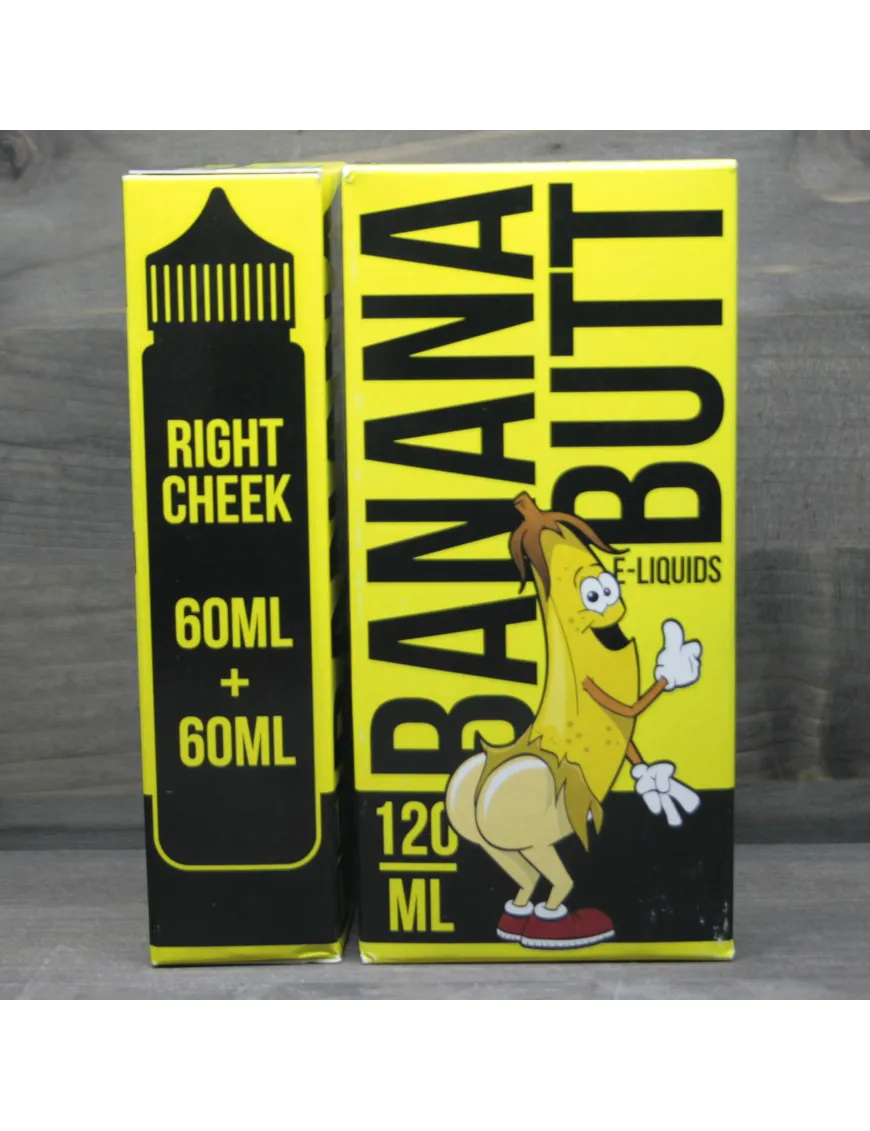 RIGHT
CHEEK
60ML
+
60ML
BANANA
BUTT
E-LIQUIDS
120
ML